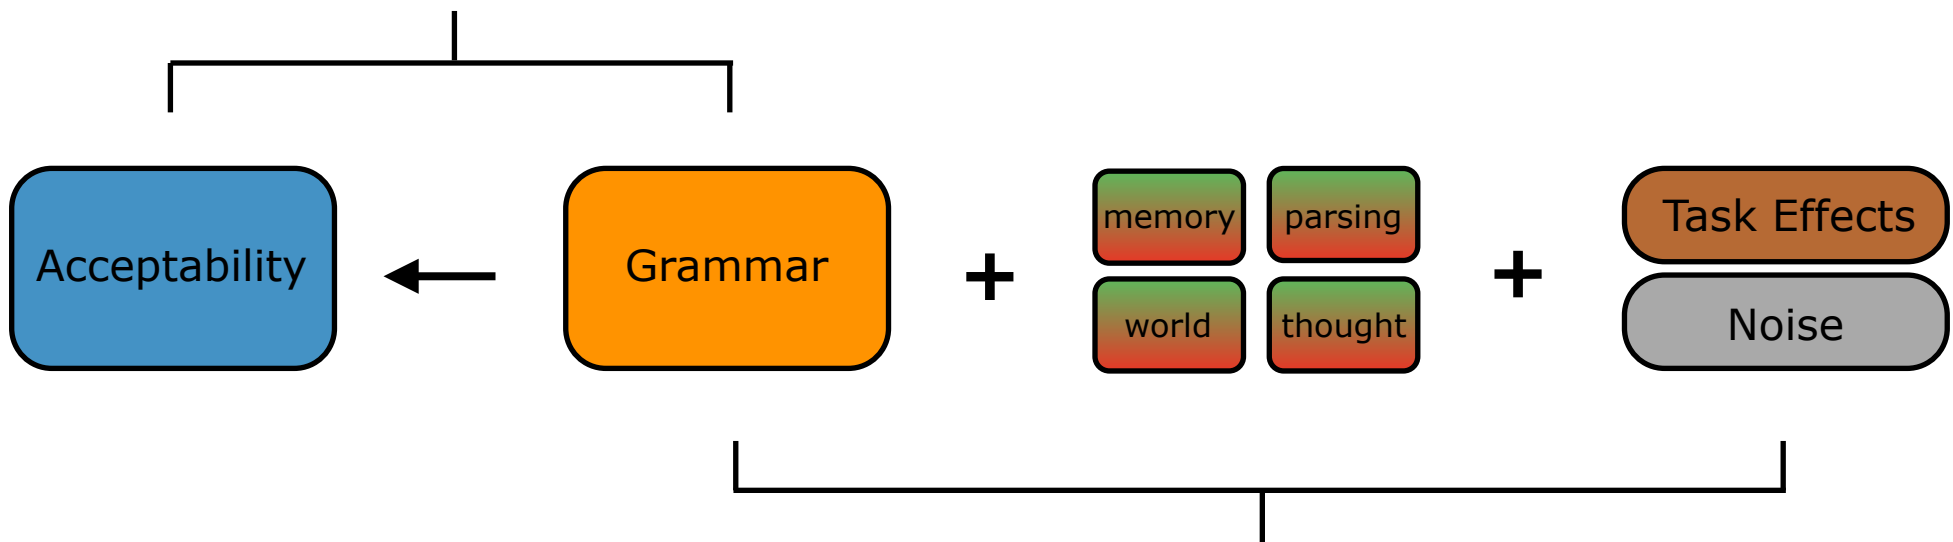 Acceptability
Grammar
+
memory
parsing
world
thought
+
Task Effects
Noise